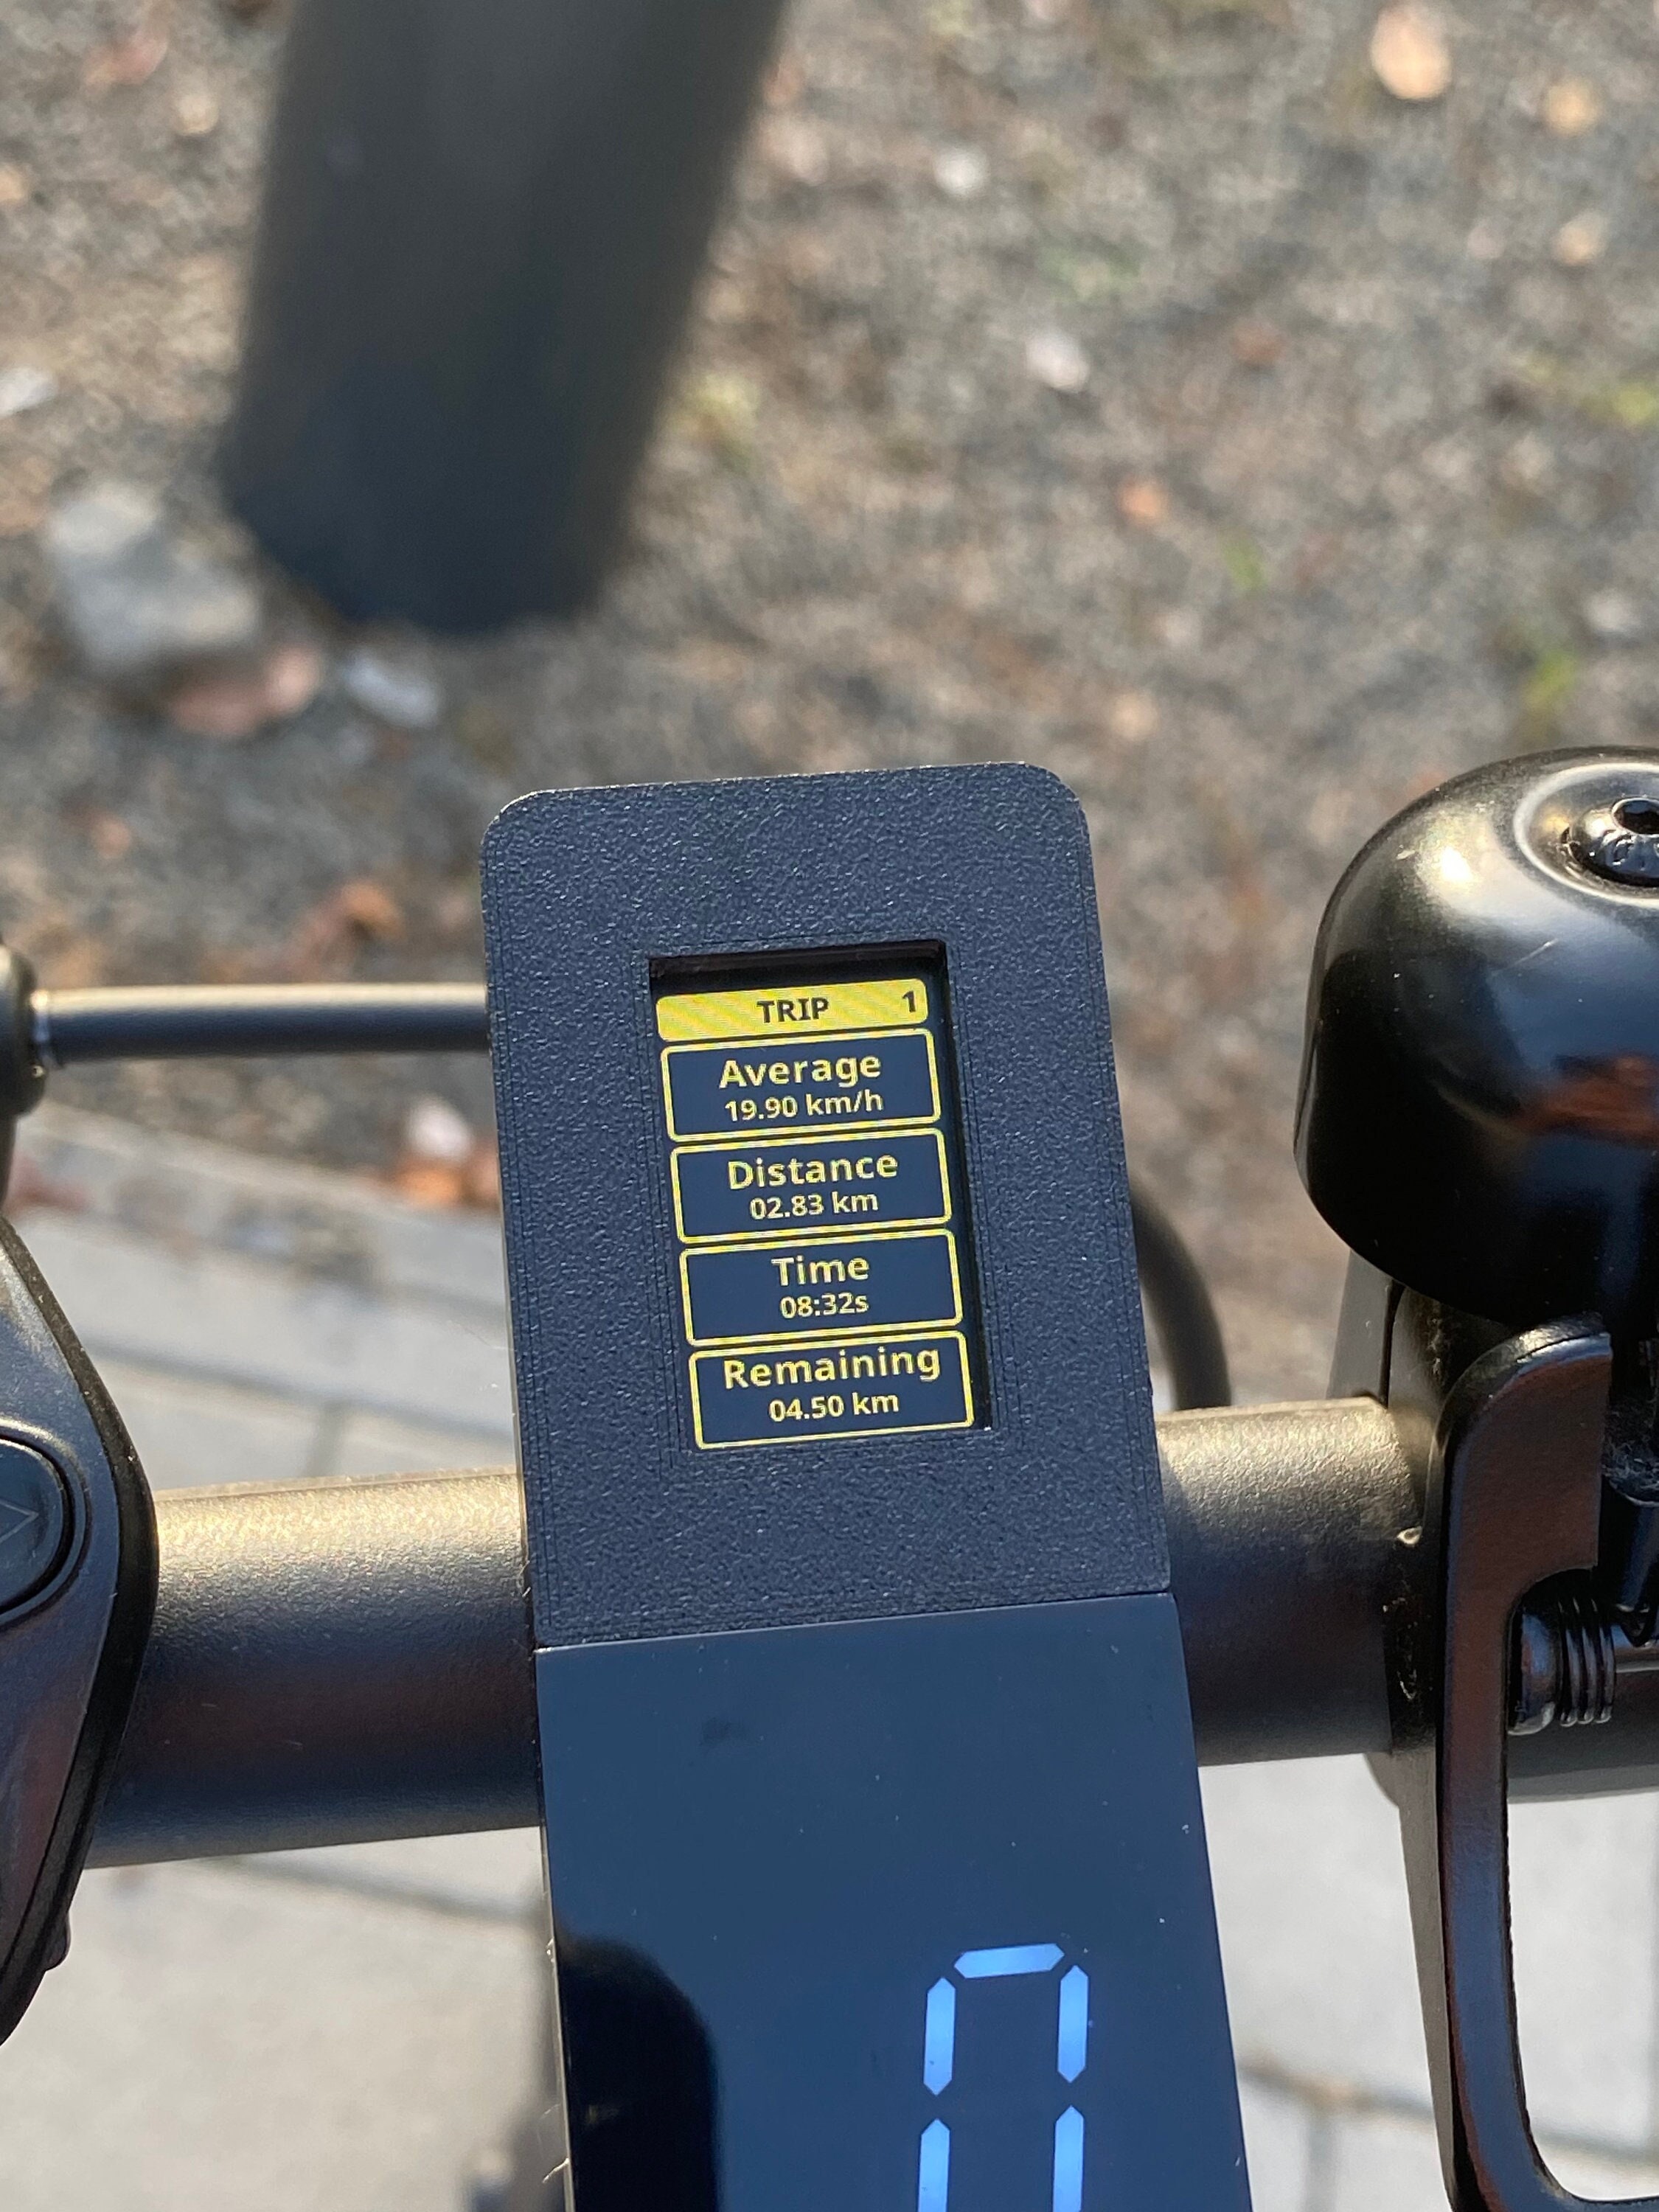 TRIP 1
Average
19.90 km/h
Distance
02.83 km
Time
08:32s
Remaining
04.50 km
0